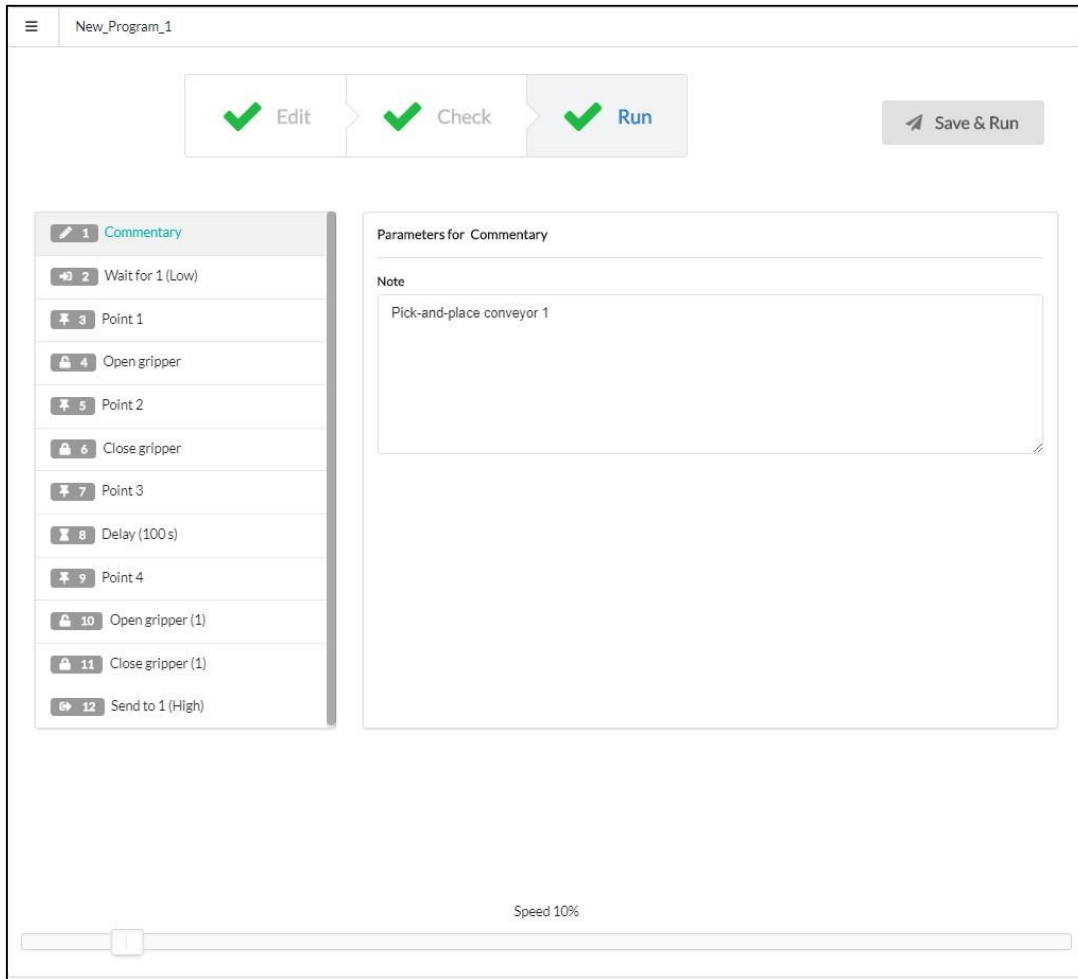 New_Program_1
Edit
Check
Run
Save & Run
1 Commentary
2 Wait for 1 (Low)
3 Point 1
4 Open gripper
5 Point 2
6 Close gripper
7 Point 3
8 Delay (100 s)
9 Point 4
10 Open gripper (1)
11 Close gripper (1)
12 Send to 1 (High)
Parameters for Commentary
Note
Pick-and-place conveyor 1
Speed 10%